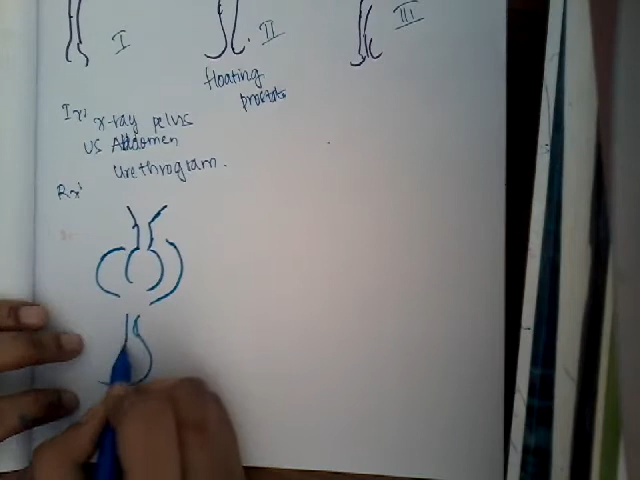 I II III
floating
prostate
Ix:
x-ray pelvis
US Abdomen
urethrogram.
Rx: